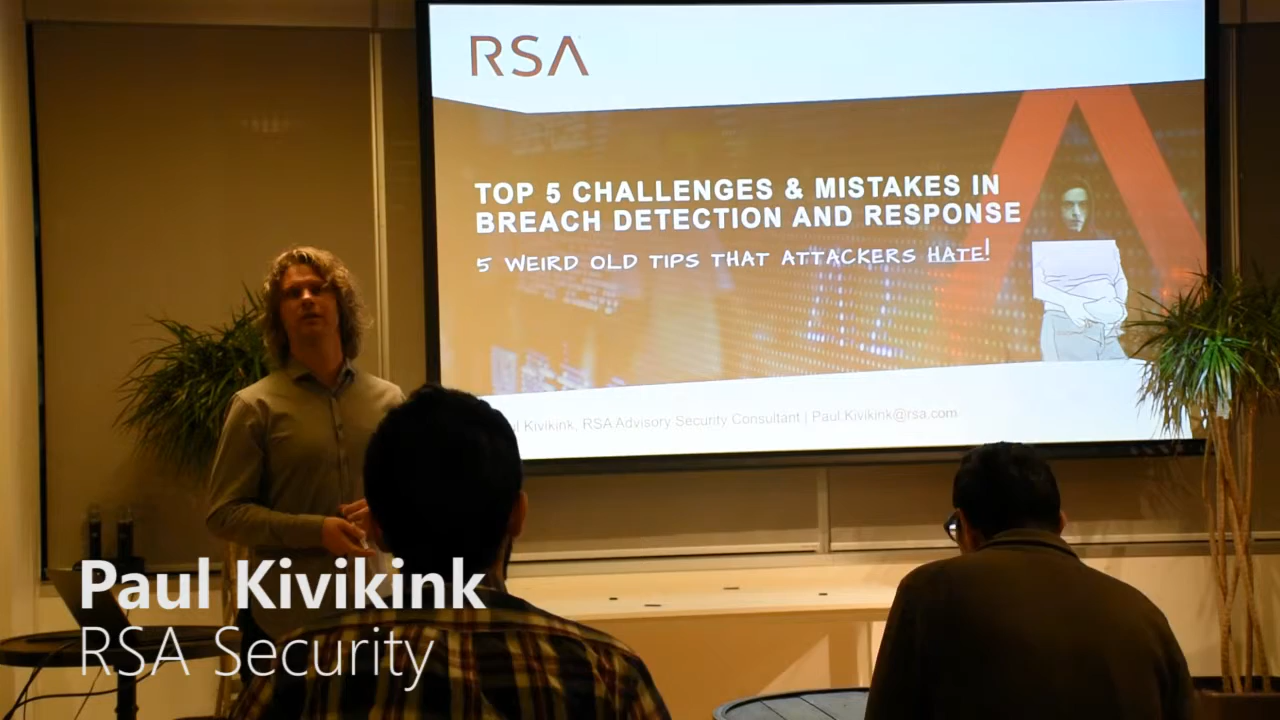 RSA
TOP 5 CHALLENGES & MISTAKES IN
BREACH DETECTION AND RESPONSE
5 WEIRD OLD TIPS THAT ATTACKERS HATE!
Kivikink, RSA Advisory Security Consultant | Paul.Kivikink@rsa.com
Paul Kivikink
RSA Security